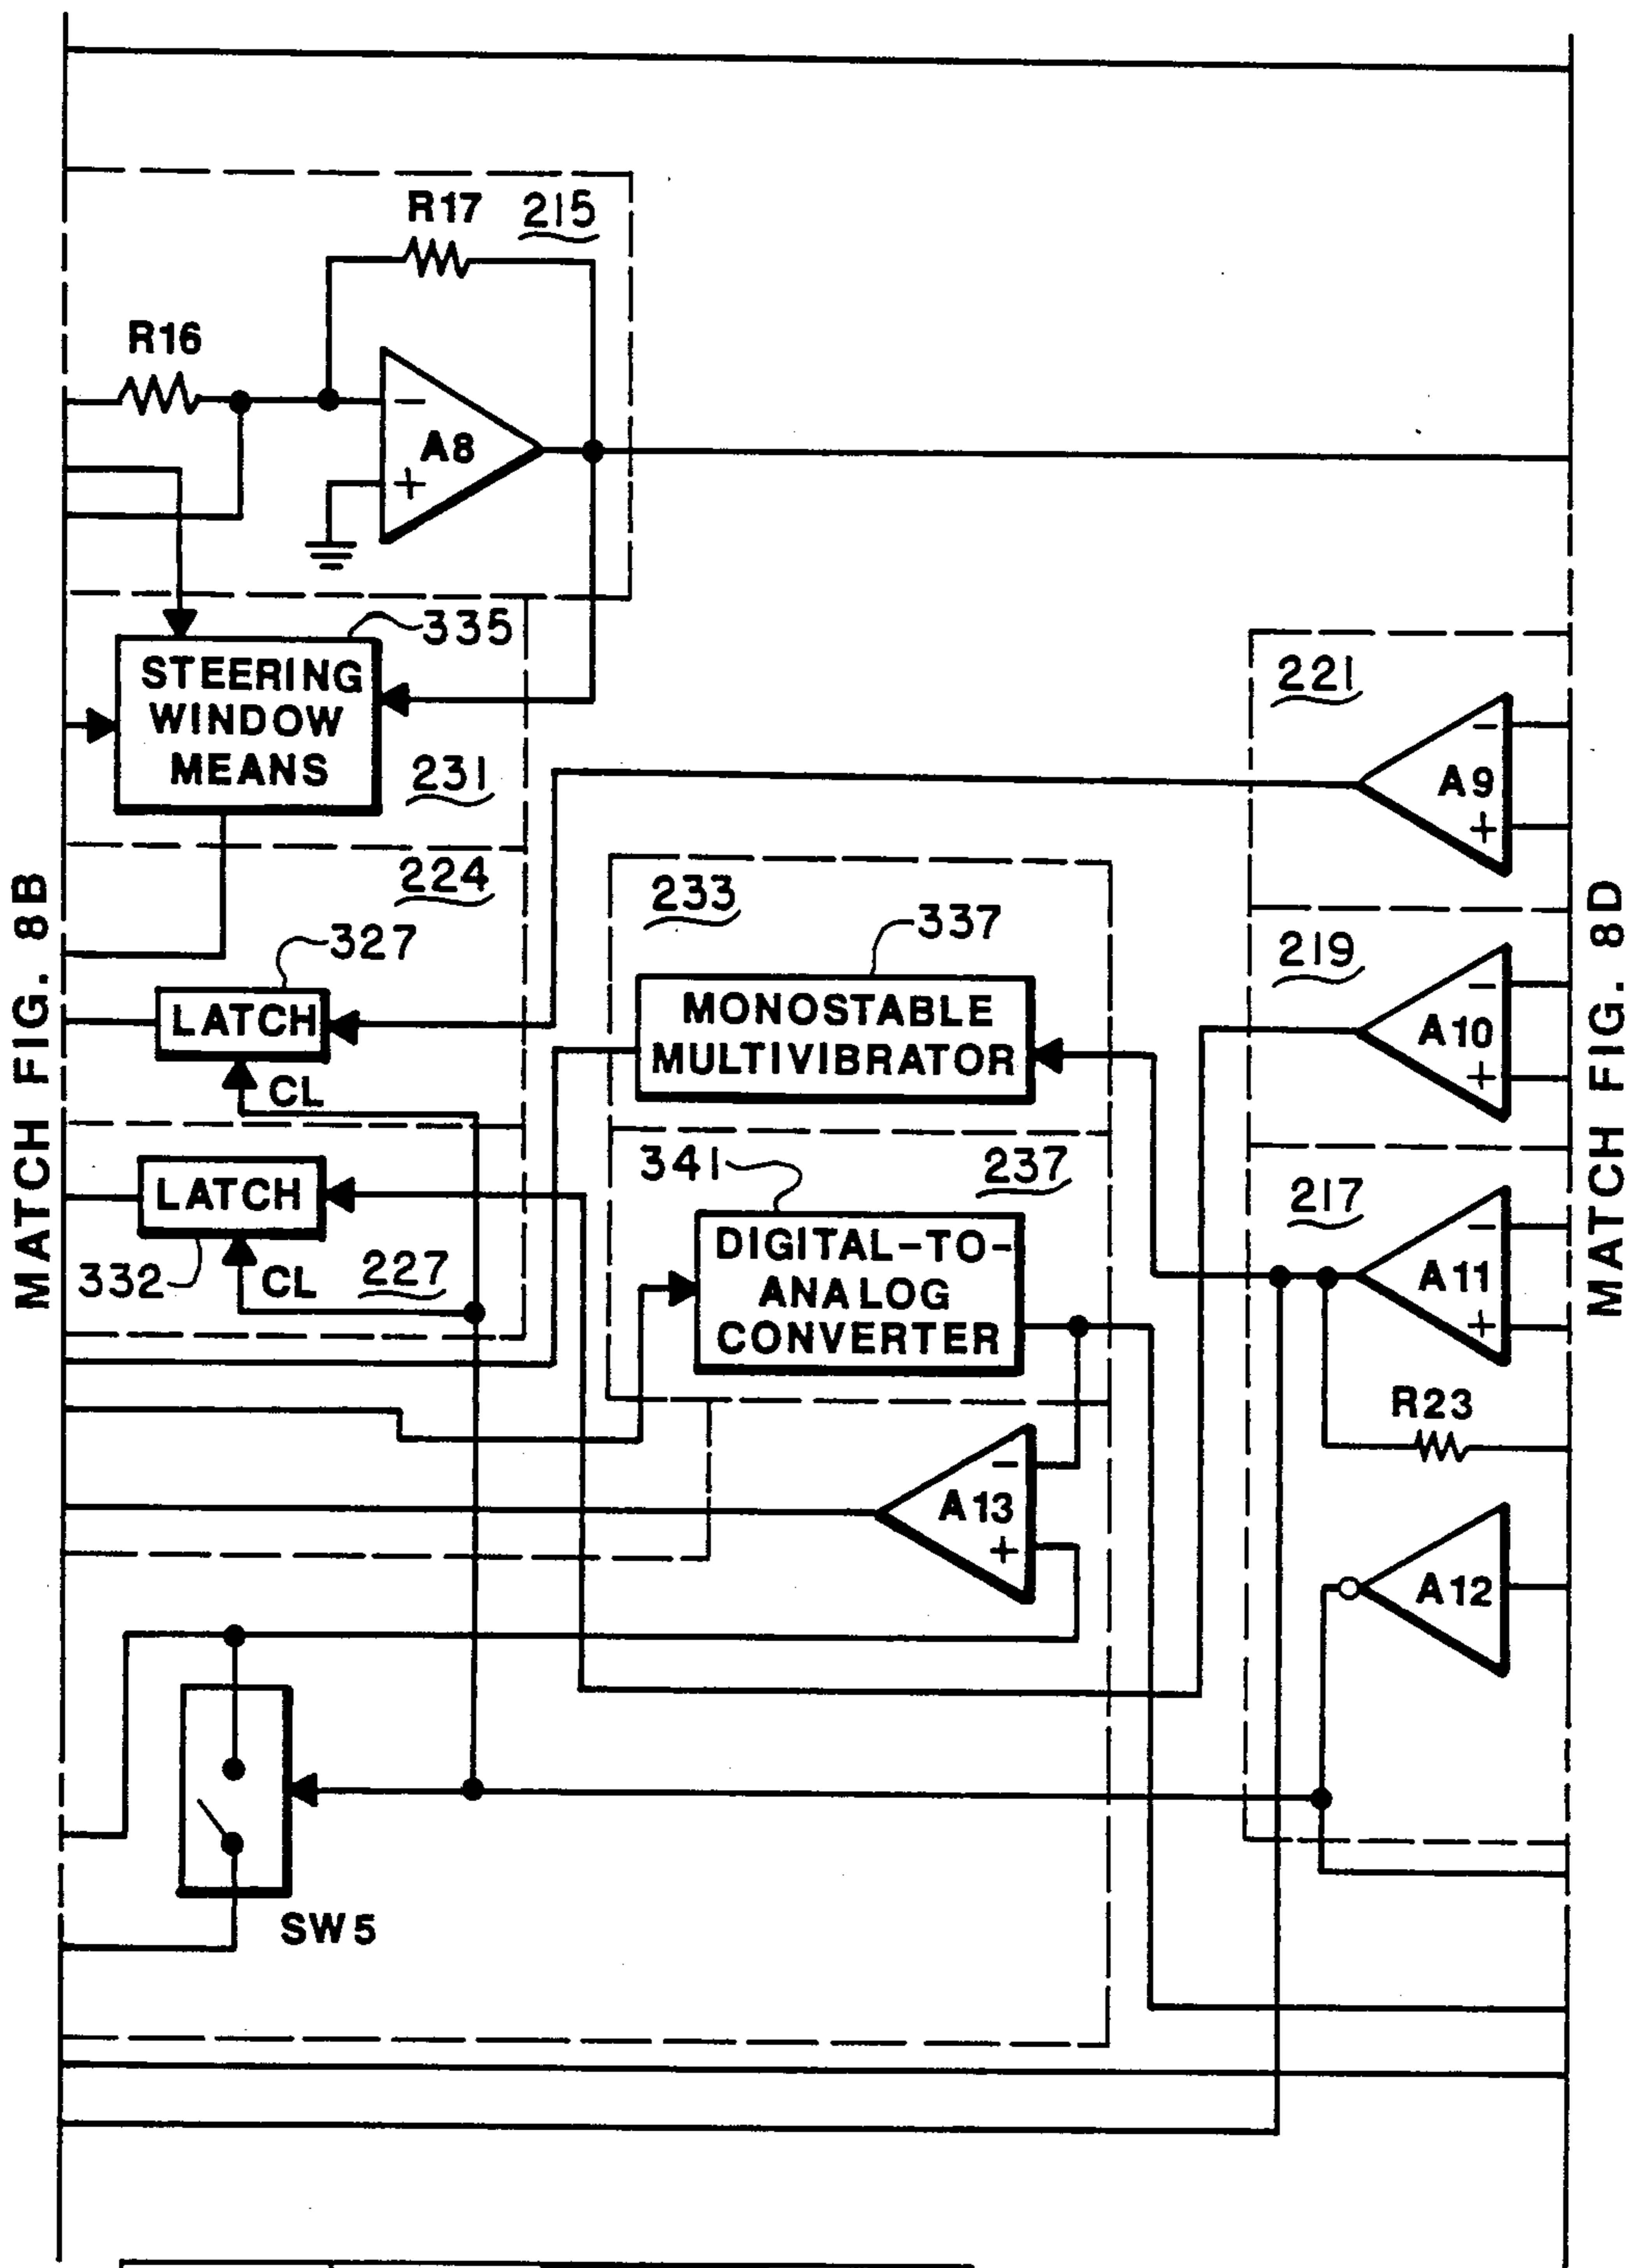 R17
215
R16
−
A8
+
335
STEERING
WINDOW
MEANS
231
221
−
A9
+
224
233
337
327
LATCH
CL
MONOSTABLE
MULTIVIBRATOR
219
−
A10
+
341
237
LATCH
332
CL
227
DIGITAL-TO-
ANALOG
CONVERTER
217
−
A11
+
R23
−
A13
+
A12
SW5
MATCH FIG. 8B
MATCH FIG. 8D